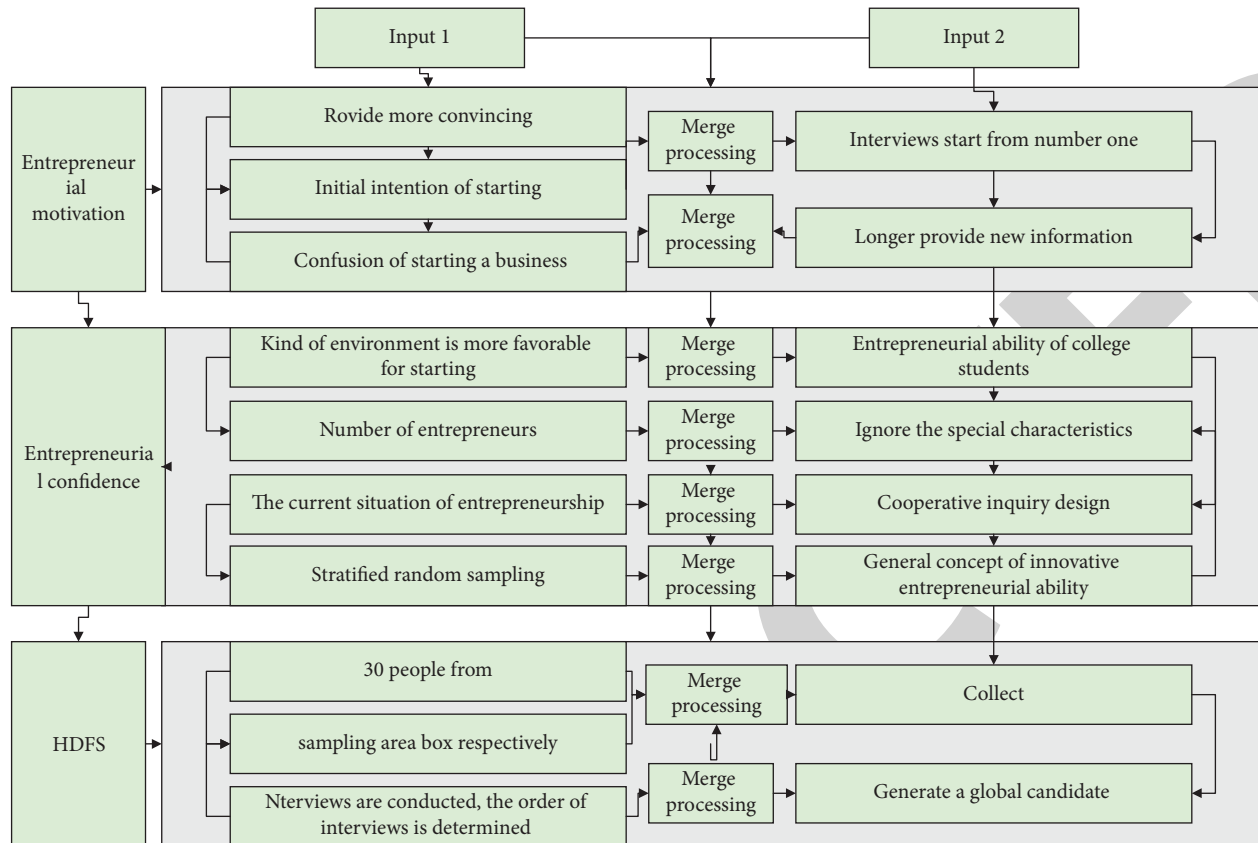 Input 1
Input 2
Entrepreneur
ial
motivation
Rovide more convincing
Initial intention of starting
Confusion of starting a business
Merge
processing
Merge
processing
Interviews start from number one
Longer provide new information
Entrepreneuria
l confidence
Kind of environment is more favorable
for starting
Number of entrepreneurs
The current situation of entrepreneurship
Stratified random sampling
Merge
processing
Merge
processing
Merge
processing
Merge
processing
Entrepreneurial ability of college
students
Ignore the special characteristics
Cooperative inquiry design
General concept of innovative
entrepreneurial ability
HDFS
30 people from
sampling area box respectively
Nterviews are conducted, the order of
interviews is determined
Merge
processing
Merge
processing
Collect
Generate a global candidate